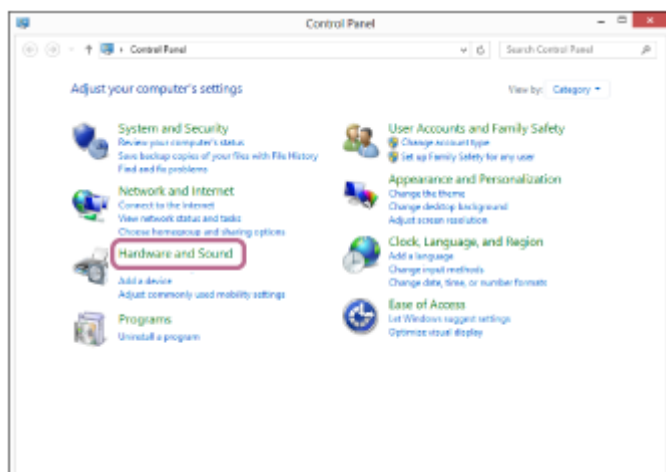 Control Panel
Control Panel
Search Control Panel
Adjust your computer's settings
View by: Category
System and Security
Review your computer's status
Save backup copies of your files with File History
Find and fix problems
Network and Internet
Connect to the Internet
View network status and tasks
Choose homegroup and sharing options
Hardware and Sound
Add a device
Adjust commonly used mobility settings
Programs
Uninstall a program
User Accounts and Family Safety
Change account type
Set up Family Safety for any user
Appearance and Personalization
Change the theme
Change desktop background
Adjust screen resolution
Clock, Language, and Region
Add a language
Change input methods
Change date, time, or number formats
Ease of Access
Let Windows suggest settings
Optimize visual display